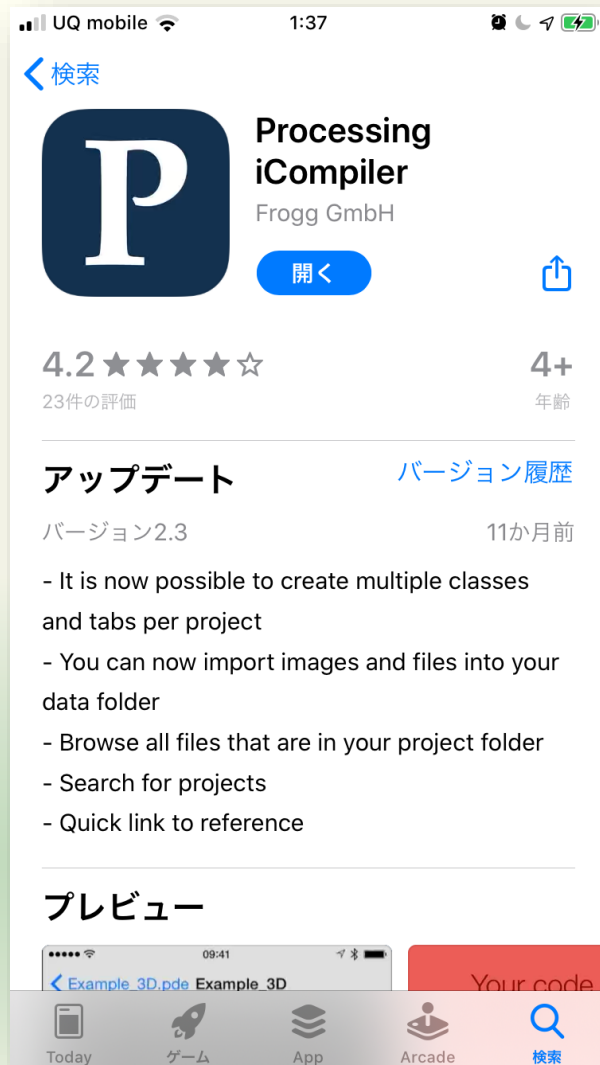 UQ mobile 1:37
検索
P
Processing
iCompiler
Frogg GmbH
開く
4.2 4+
23件の評価 年齢
アップデート バージョン履歴
バージョン2.3 11か月前
- It is now possible to create multiple classes
and tabs per project
- You can now import images and files into your
data folder
- Browse all files that are in your project folder
- Search for projects
- Quick link to reference
プレビュー
09:41
Example_3D.pde Example_3D
Your code
Today ゲーム App Arcade 検索